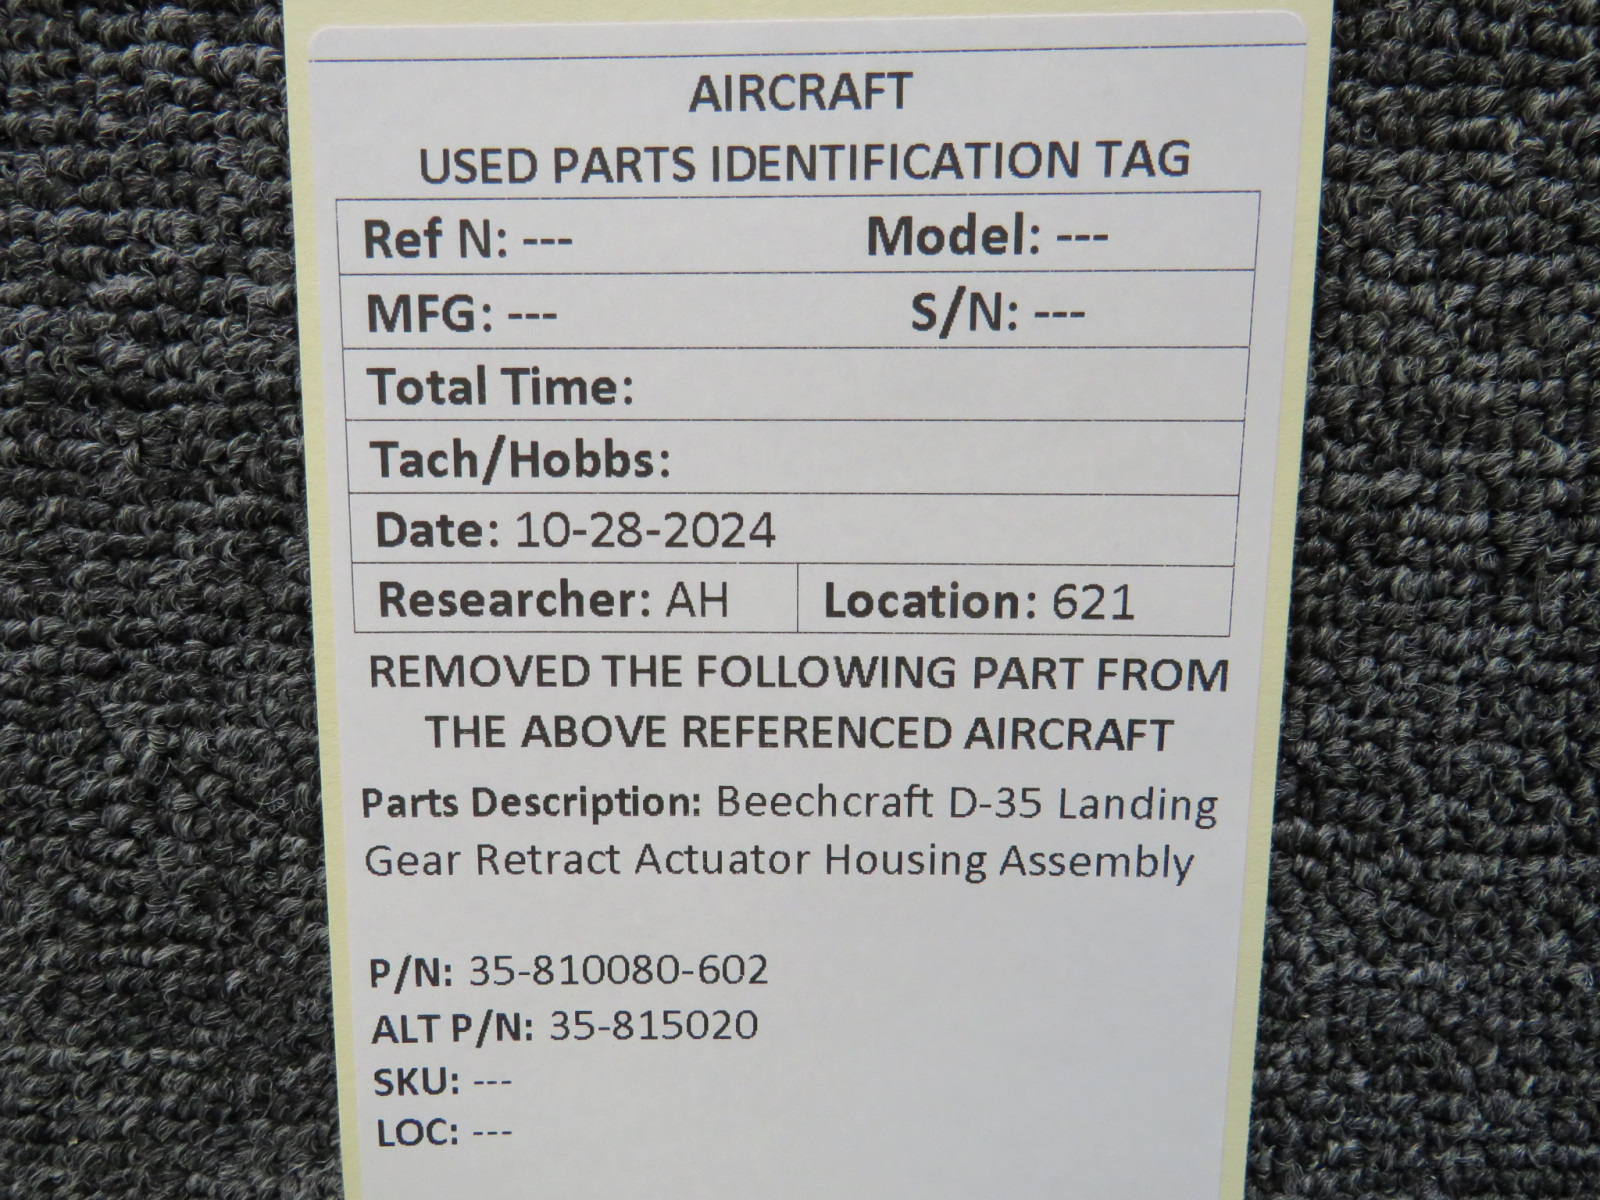 AIRCRAFT
USED PARTS IDENTIFICATION TAG
Ref N: --- Model: ---
MFG: --- S/N: ---
Total Time:
Tach/Hobbs:
Date: 10-28-2024
Researcher: AH Location: 621
REMOVED THE FOLLOWING PART FROM
THE ABOVE REFERENCED AIRCRAFT
Parts Description: Beechcraft D-35 Landing
Gear Retract Actuator Housing Assembly
P/N: 35-810080-602
ALT P/N: 35-815020
SKU: ---
LOC: ---